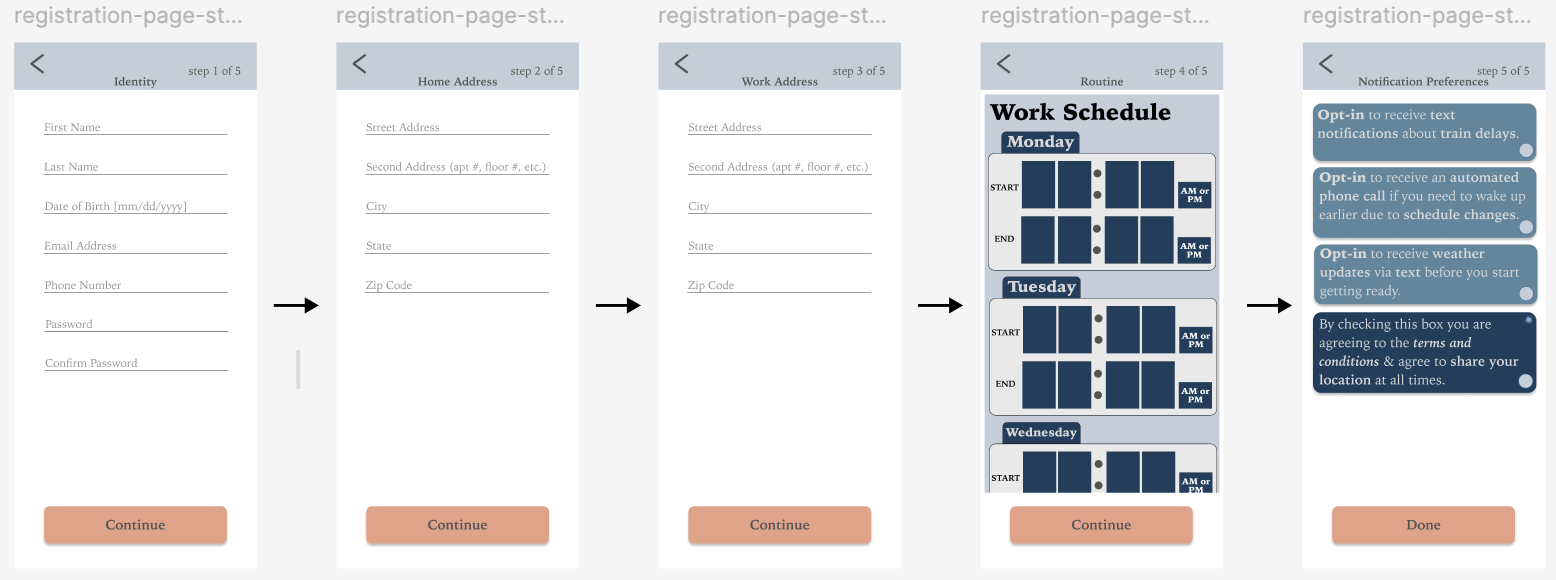 registration-page-st...
step 1 of 5
Identity
First Name
Last Name
Date of Birth [mm/dd/yyyy]
Email Address
Phone Number
Password
Confirm Password
Continue
registration-page-st...
step 2 of 5
Home Address
Street Address
Second Address (apt #, floor #, etc.)
City
State
Zip Code
Continue
registration-page-st...
step 3 of 5
Work Address
Street Address
Second Address (apt #, floor #, etc.)
City
State
Zip Code
Continue
registration-page-st...
step 4 of 5
Routine
Work Schedule
Monday
START
AM or
PM
END
AM or
PM
Tuesday
START
AM or
PM
END
AM or
PM
Wednesday
START
AM or
PM
Continue
registration-page-st...
step 5 of 5
Notification Preferences
Opt-in to receive text
notifications about train delays.
Opt-in to receive an automated
phone call if you need to wake up
earlier due to schedule changes.
Opt-in to receive weather
updates via text before you start
getting ready.
By checking this box you are
agreeing to the terms and
conditions & agree to share your
location at all times.
Done